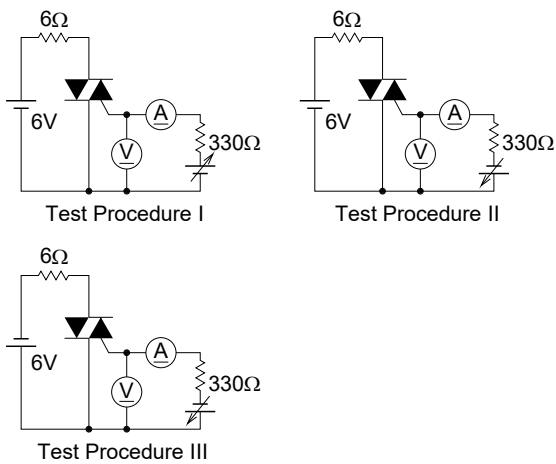 6Ω
6V
A
V
330Ω
Test Procedure I
6Ω
6V
A
V
330Ω
Test Procedure II
6Ω
6V
A
V
330Ω
Test Procedure III